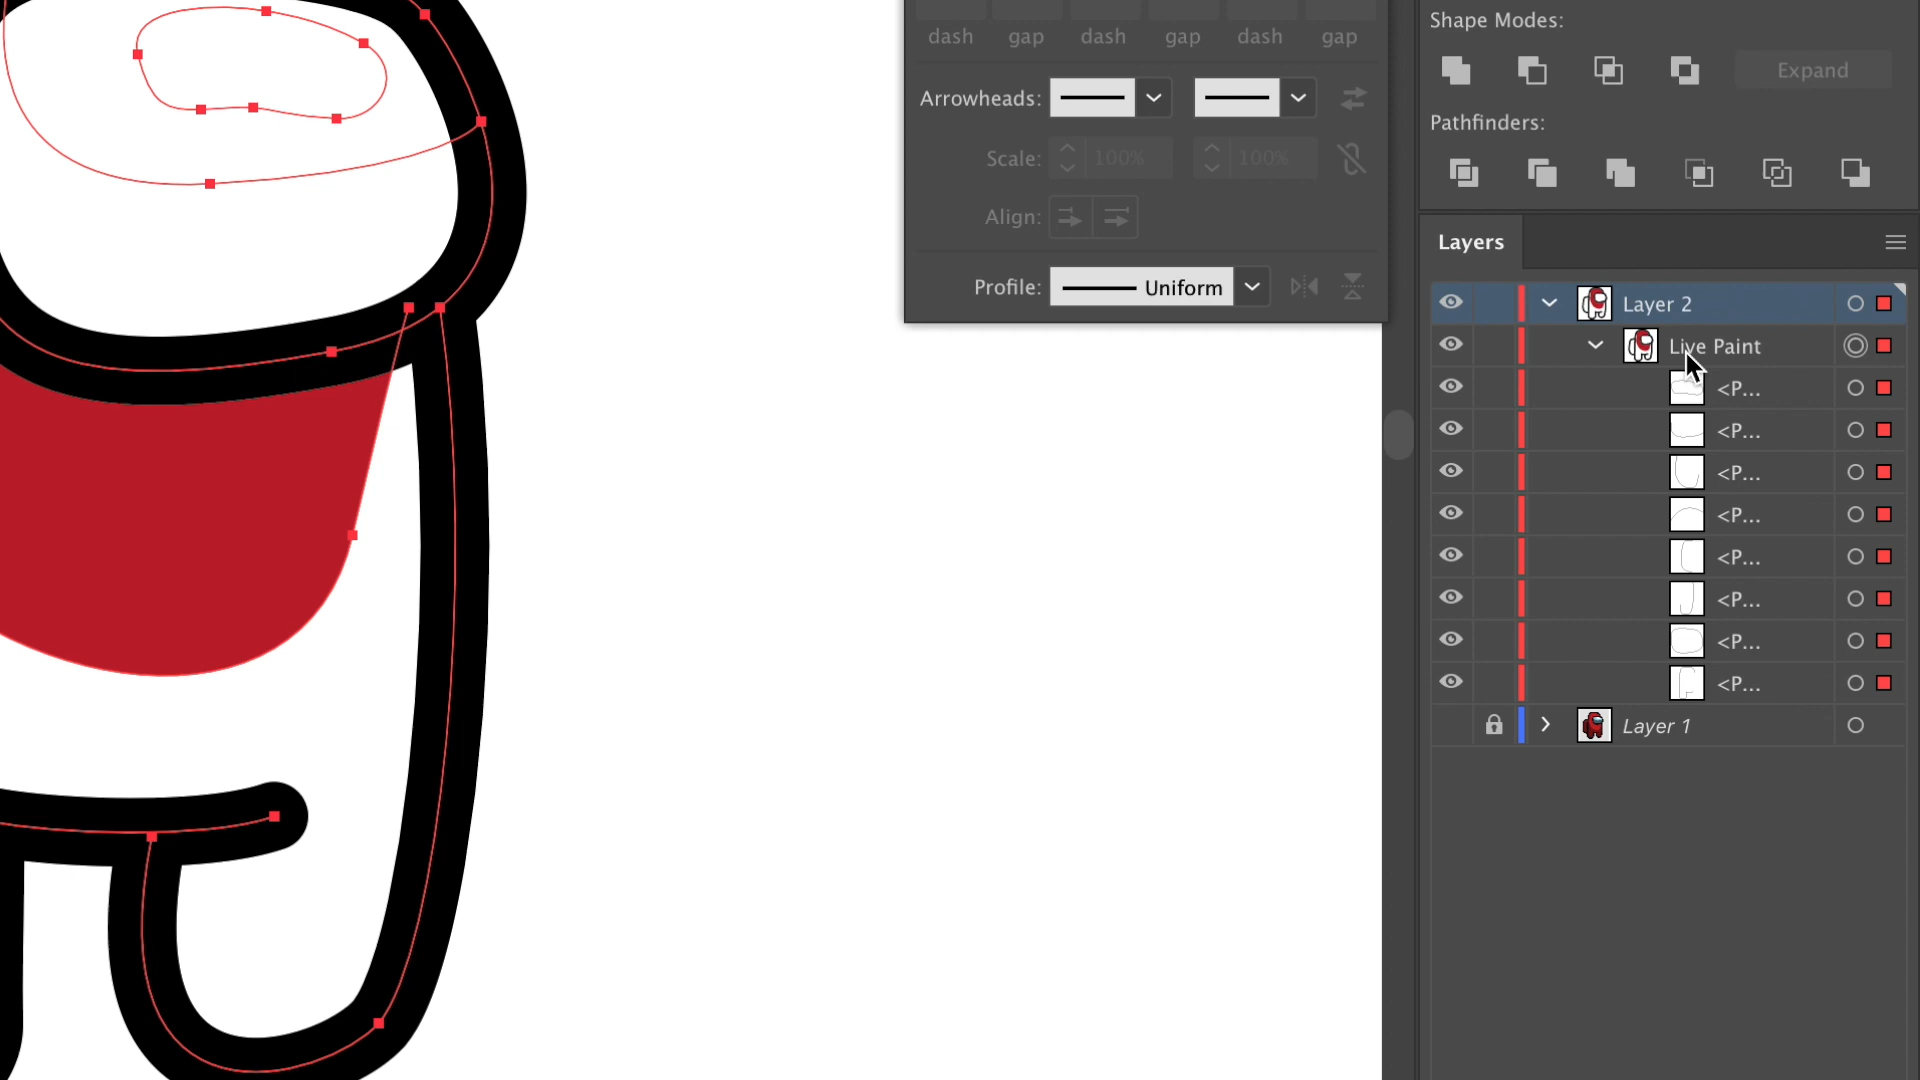 dash gap dash gap dash gap
Arrowheads:
Scale: 100% 100%
Align:
Profile: Uniform
Shape Modes:
Expand
Pathfinders:
Layers
Layer 2
Live Paint
<P...
<P...
<P...
<P...
<P...
<P...
<P...
<P...
Layer 1